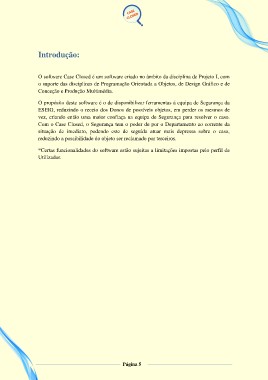 CASE
CLOSED
Introdução:
O software Case Closed é um software criado no âmbito da disciplina de Projeto I, com
o suporte das disciplinas de Programação Orientada a Objetos, de Design Gráfico e de
Conceção e Produção Multimédia.
O propósito deste software é o de disponibilizar ferramentas à equipa de Segurança da
ESEIG, reduzindo o receio dos Donos de possíveis objetos, em perder os mesmos de
vez, criando então uma maior confiança na equipa de Segurança para resolver o caso.
Com o Case Closed, o Segurança tem o poder de por o Departamento ao corrente da
situação de imediato, podendo este de seguida atuar mais depressa sobre o caso,
reduzindo a possibilidade do objeto ser reclamado por terceiros.
*Certas funcionalidades do software estão sujeitas a limitações impostas pelo perfil de
Utilizador.
Página 5